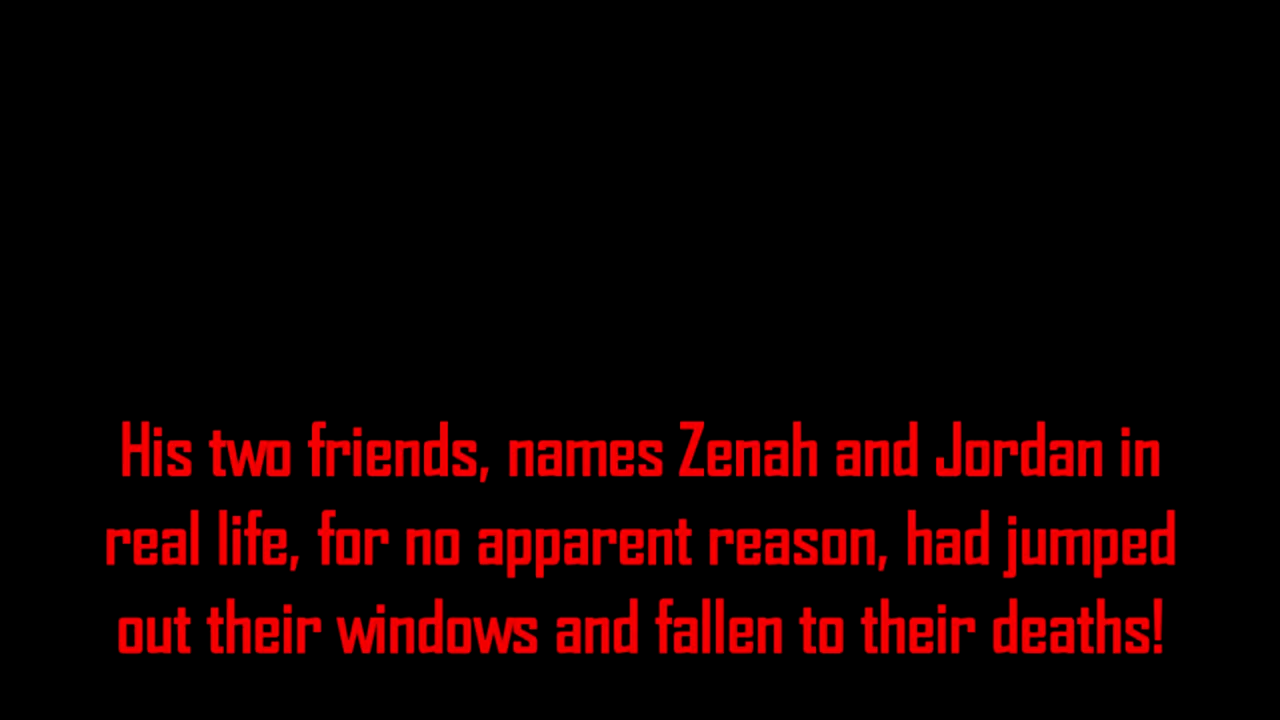 His two friends, names Zenah and Jordan in
real life, for no apparent reason, had jumped
out their windows and fallen to their deaths!